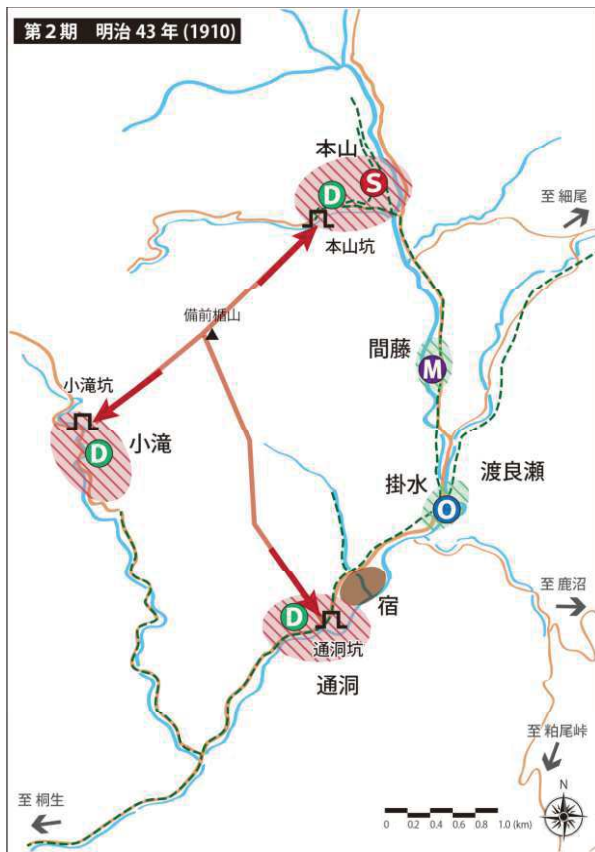 第2期 明治43年(1910)
本山
D
S
至 細尾
本山坑
備前楯山
間藤
M
小滝坑
小滝
D
掛水
渡良瀬
O
至 鹿沼
宿
D
通洞坑
通洞
至 粕尾峠
至 桐生
N
0 0.2 0.4 0.6 0.8 1.0 (km)